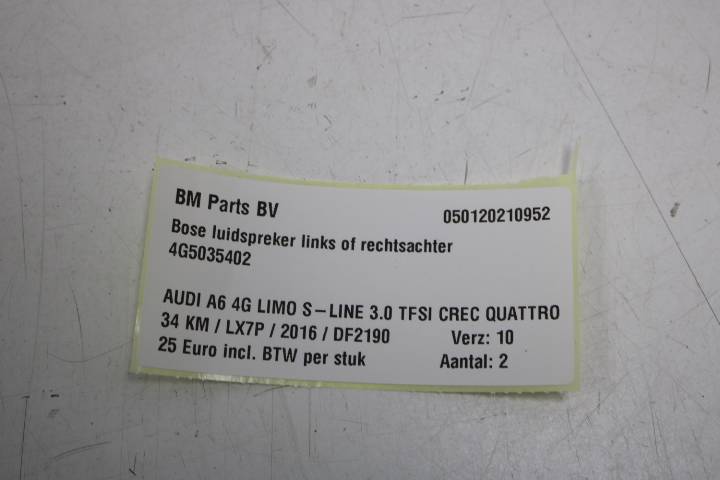 BM Parts BV 050120210952
Bose luidspreker links of rechtsachter
4G5035402
AUDI A6 4G LIMO S-LINE 3.0 TFSI CREC QUATTRO
34 KM / LX7P / 2016 / DF2190 Verz: 10
25 Euro incl. BTW per stuk Aantal: 2